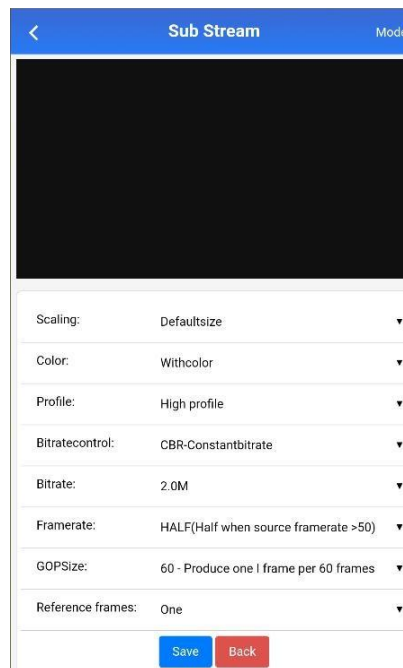 Sub Stream
Scaling: Defaultsize
Color: Withcolor
Profile: High profile
Bitratecontrol: CBR-Constantbitrate
Bitrate: 2.0M
Framerate: HALF(Half when source framerate >50)
GOPSize: 60 - Produce one I frame per 60 frames
Reference frames: One
Save Back